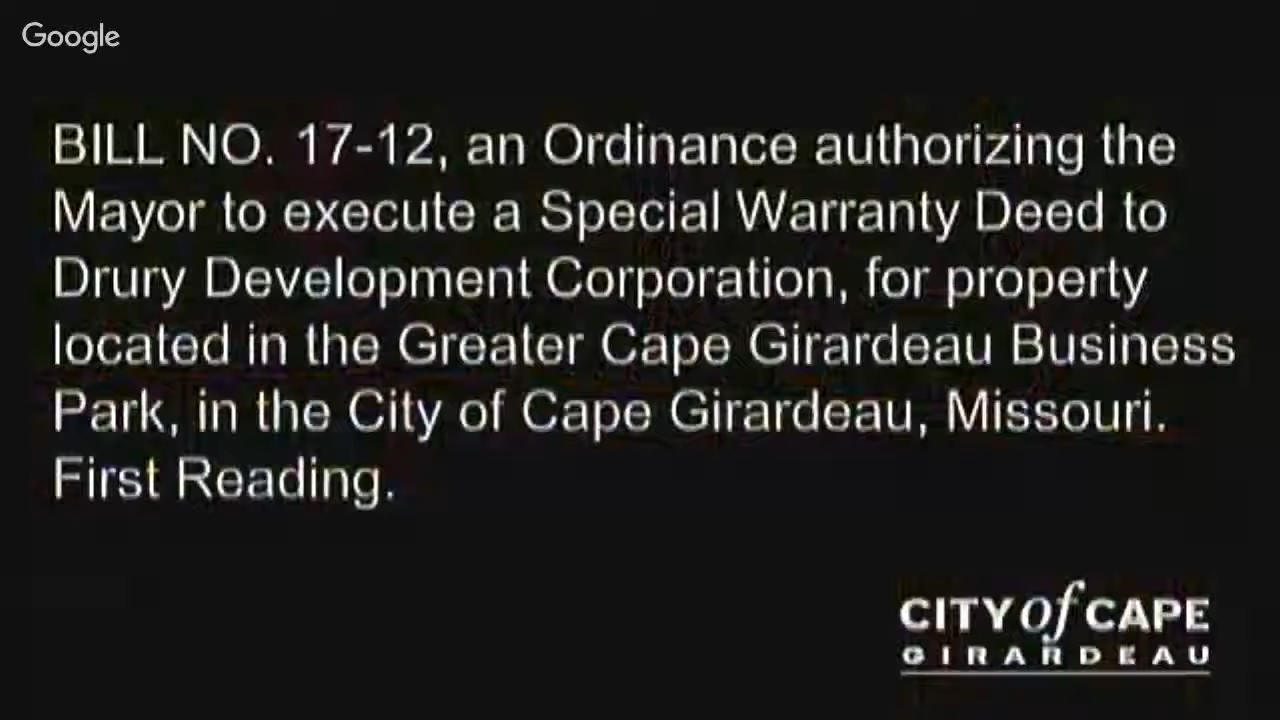 Google
BILL NO. 17-12, an Ordinance authorizing the
Mayor to execute a Special Warranty Deed to
Drury Development Corporation, for property
located in the Greater Cape Girardeau Business
Park, in the City of Cape Girardeau, Missouri.
First Reading.
CITY of CAPE
GIRARDEAU